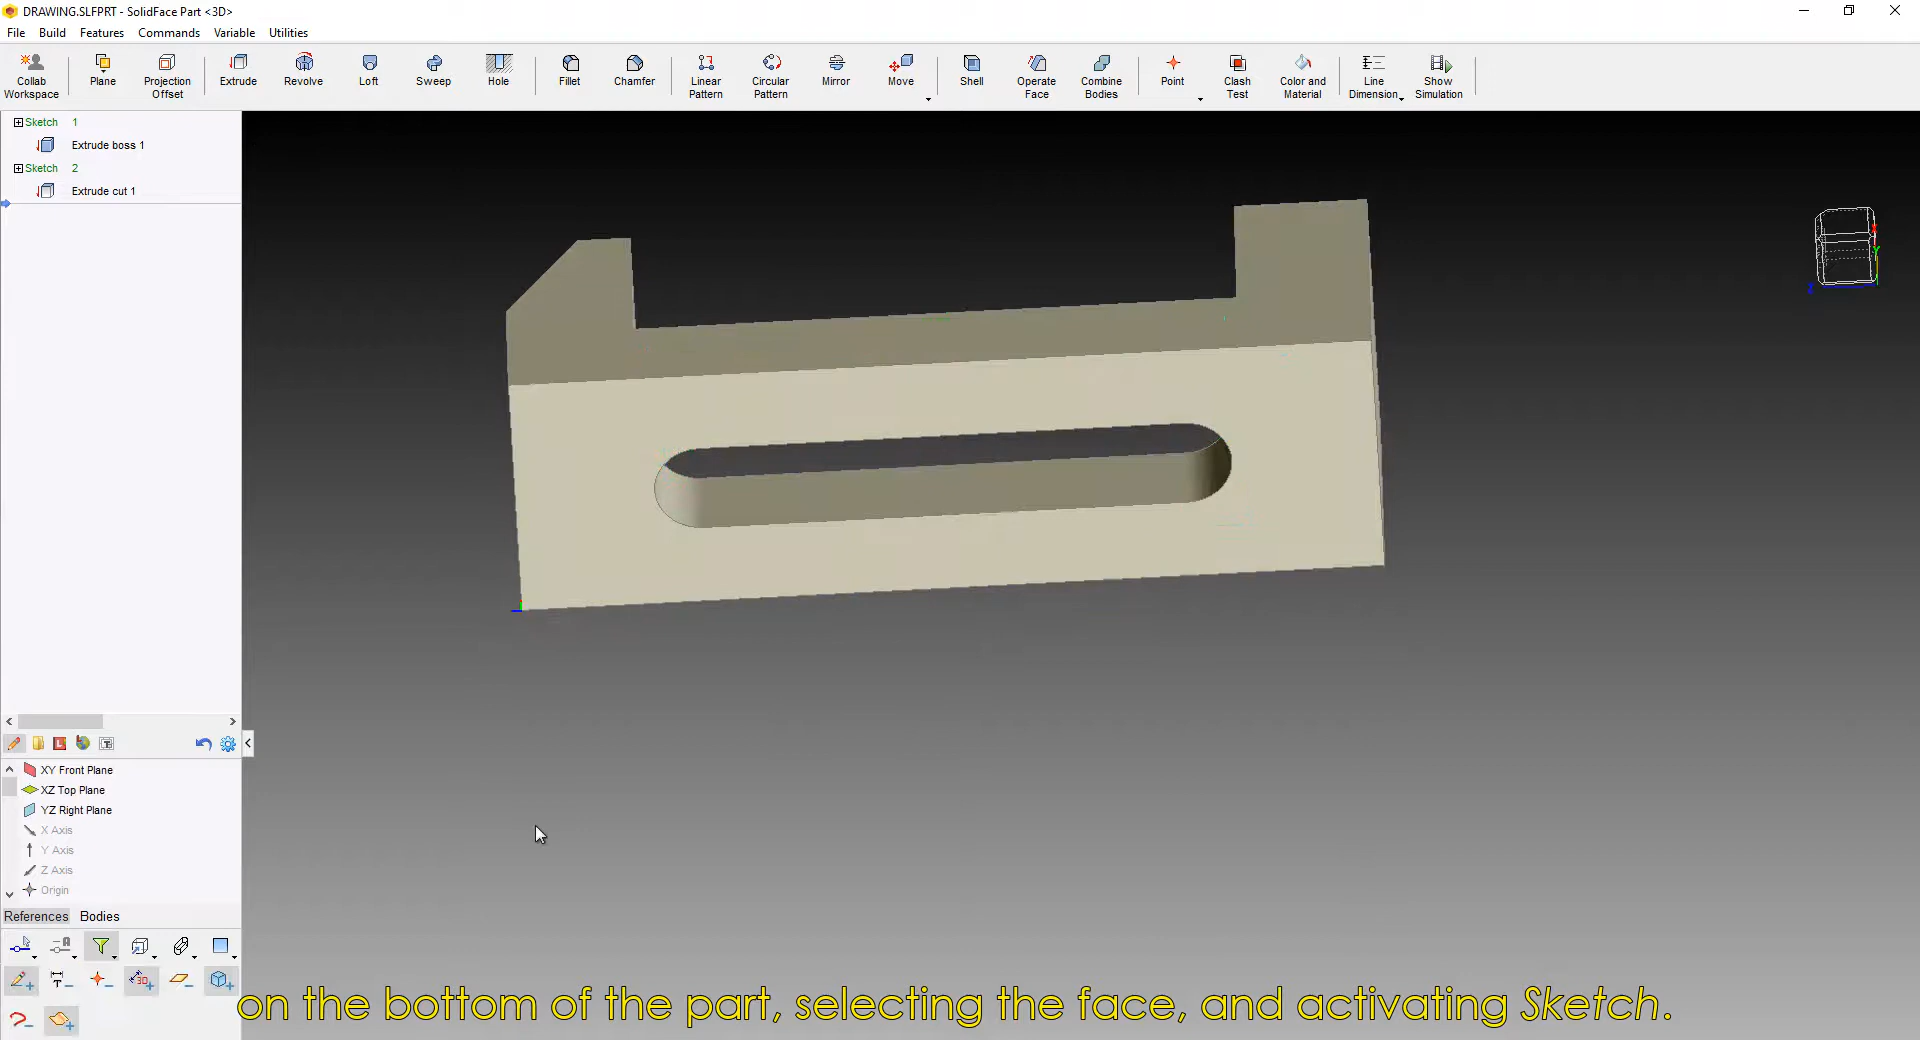 DRAWING.SLFPRT - SolidFace Part <3D>
File Build Features Commands Variable Utilities
Collab Workspace
Plane
Projection Offset
Extrude
Revolve
Loft
Sweep
Hole
Fillet
Chamfer
Linear Pattern
Circular Pattern
Mirror
Move
Shell
Operate Face
Combine Bodies
Point
Clash Test
Color and Material
Line Dimension
Show Simulation
Sketch 1
Extrude boss 1
Sketch 2
Extrude cut 1
Y
Z
XY Front Plane
XZ Top Plane
YZ Right Plane
X Axis
Y Axis
Z Axis
Origin
References Bodies
on the bottom of the part, selecting the face, and activating Sketch.